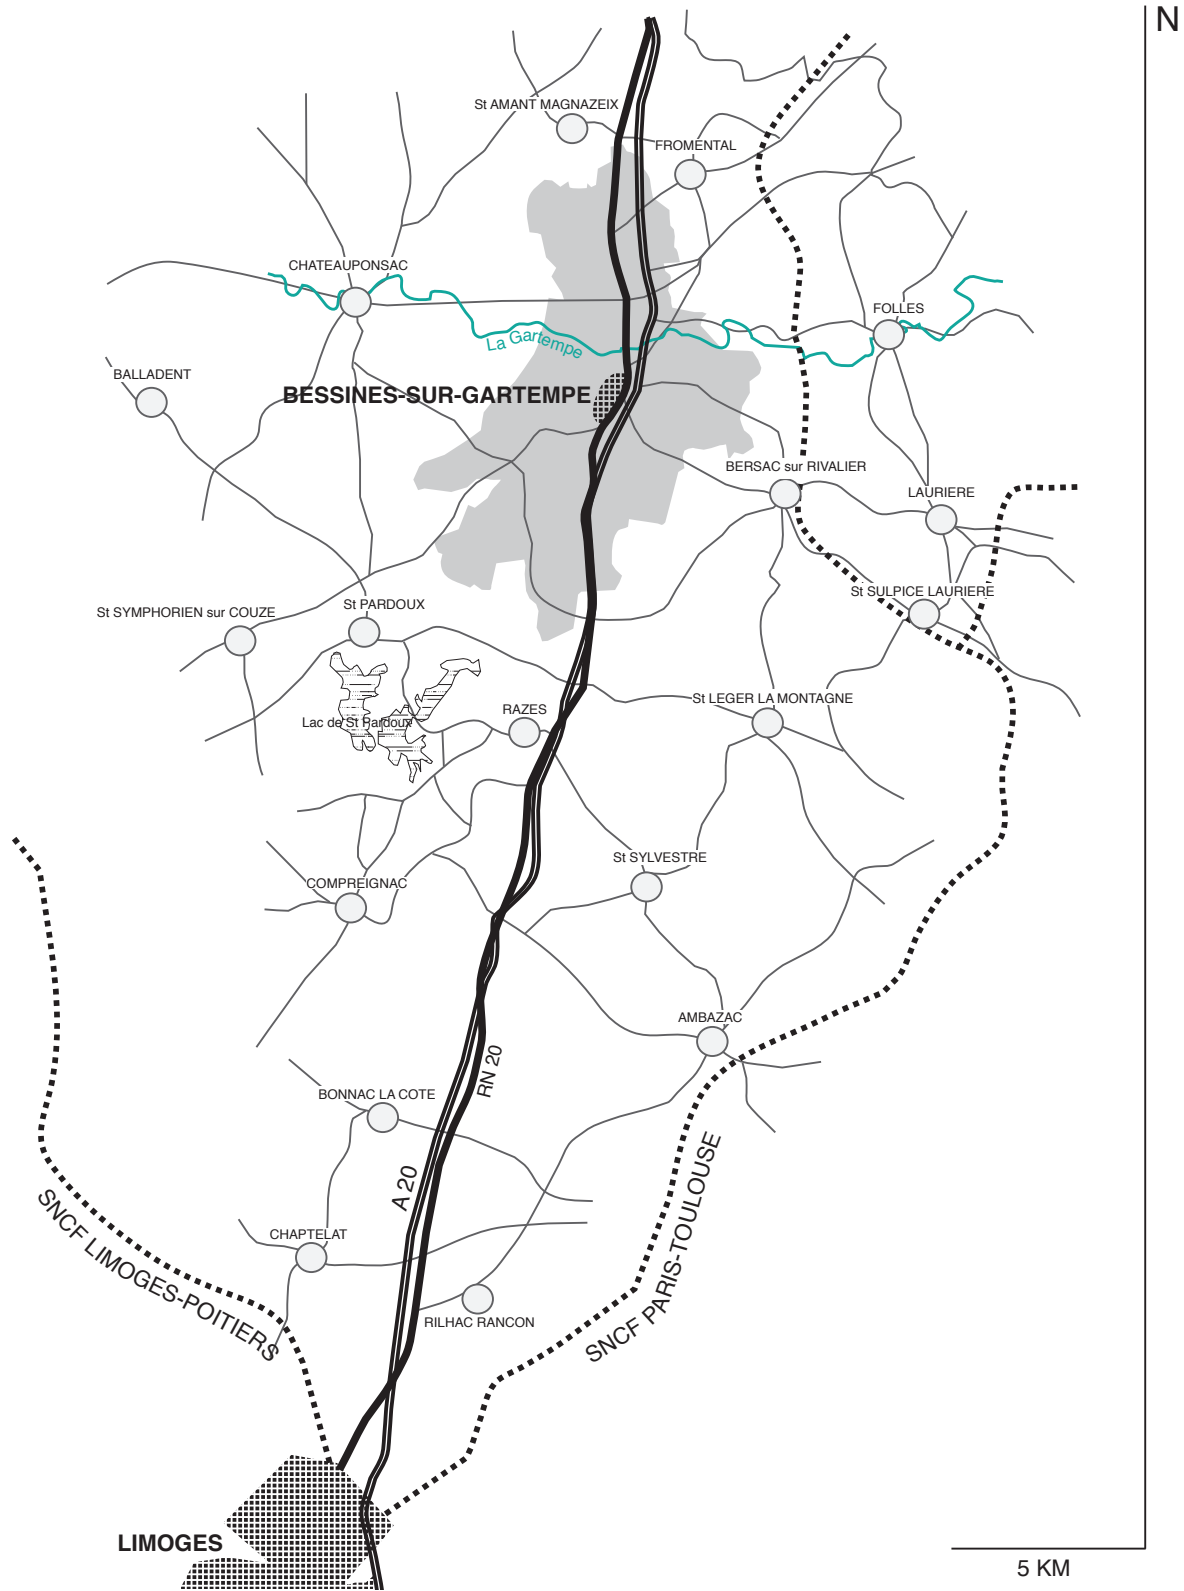 N
St AMANT MAGNAZEIX
FROMENTAL
CHATEAUPONSAC
FOLLES
La Gartempe
BALLADENT
BESSINES-SUR-GARTEMPE
BERSAC sur RIVALIER
LAURIERE
St SULPICE LAURIERE
St SYMPHORIEN sur COUZE
St PARDOUX
St LEGER LA MONTAGNE
RAZES
Lac de St Pardoux
St SYLVESTRE
COMPREIGNAC
AMBAZAC
RN 20
BONNAC LA COTE
A 20
SNCF LIMOGES-POITIERS
SNCF PARIS-TOULOUSE
CHAPTELAT
RILHAC RANCON
LIMOGES
5 KM